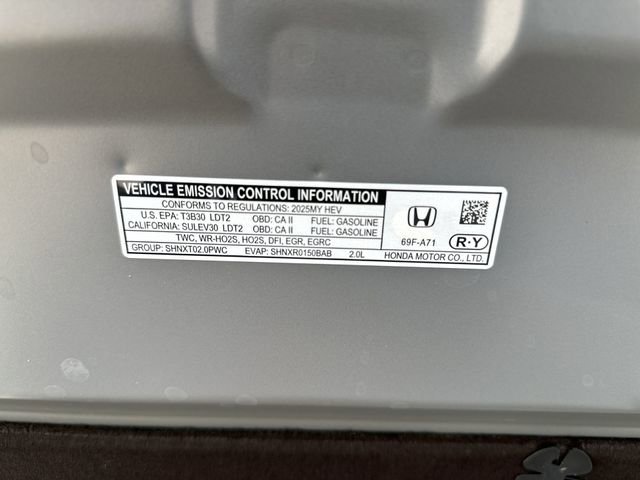 VEHICLE EMISSION CONTROL INFORMATION
CONFORMS TO REGULATIONS: 2025MY HEV
U.S. EPA: T3B30 LDT2 OBD: CA II FUEL: GASOLINE
CALIFORNIA: SULEV30 LDT2 OBD: CA II FUEL: GASOLINE
TWC, WR-HO2S, HO2S, DFI, EGR, EGRC
GROUP: SHNXT02.0PWC EVAP: SHNXR0150BAB 2.0L
69F-A71
R·Y
HONDA MOTOR CO., LTD.